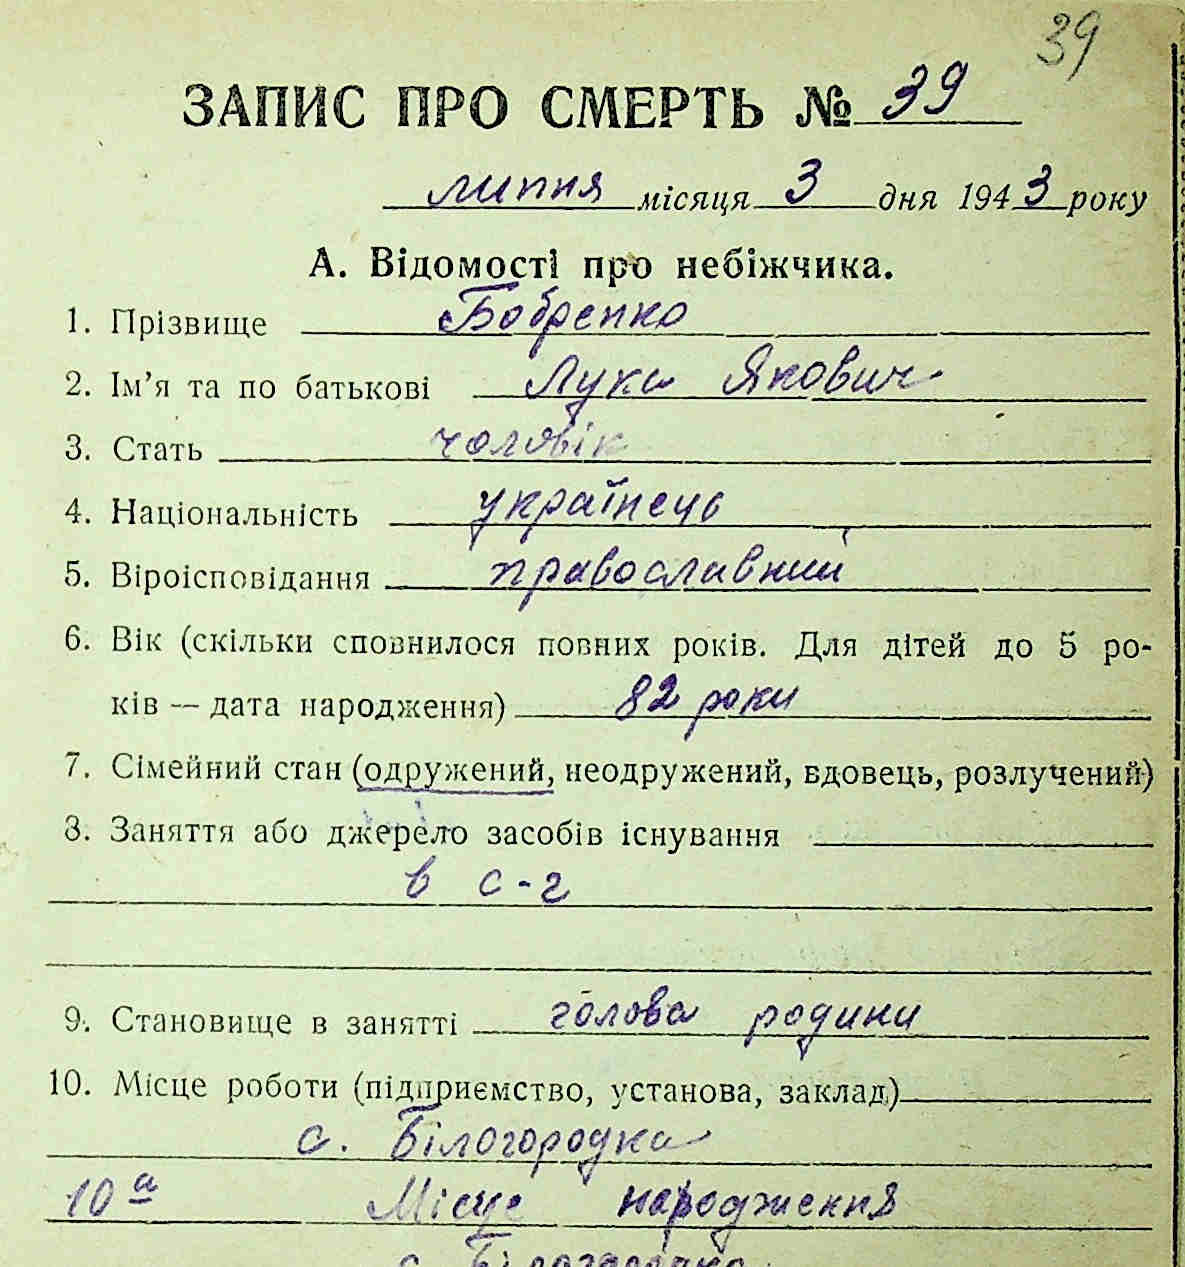 39
ЗАПИС ПРО СМЕРТЬ № 39
липня місяця 3 дня 1943 року
А. Відомості про небіжчика.
1. Прізвище Бобренко
2. Ім’я та по батькові Лука Якович
3. Стать чоловік
4. Національність українець
5. Віроісповідання православний
6. Вік (скільки сповнилося повних років. Для дітей до 5 ро-
ків — дата народження) 82 роки
7. Сімейний стан (одружений, неодружений, вдовець, розлучений)
8. Заняття або джерело засобів існування
в с-г
9. Становище в занятті голова родини
10. Місце роботи (підприємство, установа, заклад)
с. Білогородка
10а Місце народження
с. Білогородка